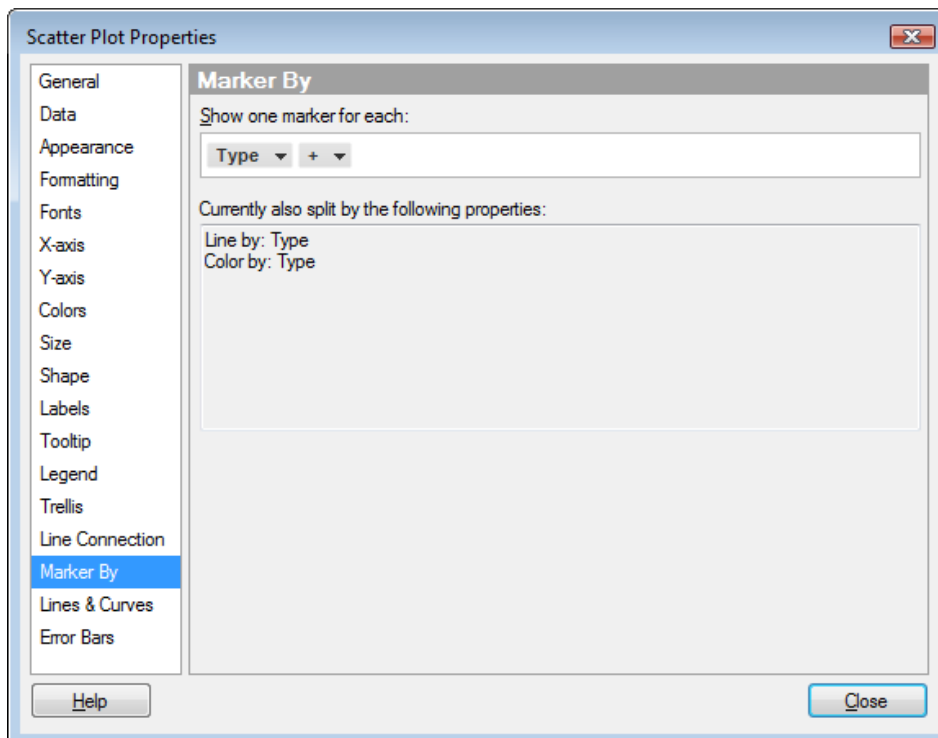 Scatter Plot Properties
General
Data
Appearance
Formatting
Fonts
X-axis
Y-axis
Colors
Size
Shape
Labels
Tooltip
Legend
Trellis
Line Connection
Marker By
Lines & Curves
Error Bars
Marker By
Show one marker for each:
Type +
Currently also split by the following properties:
Line by: Type
Color by: Type
Help
Close